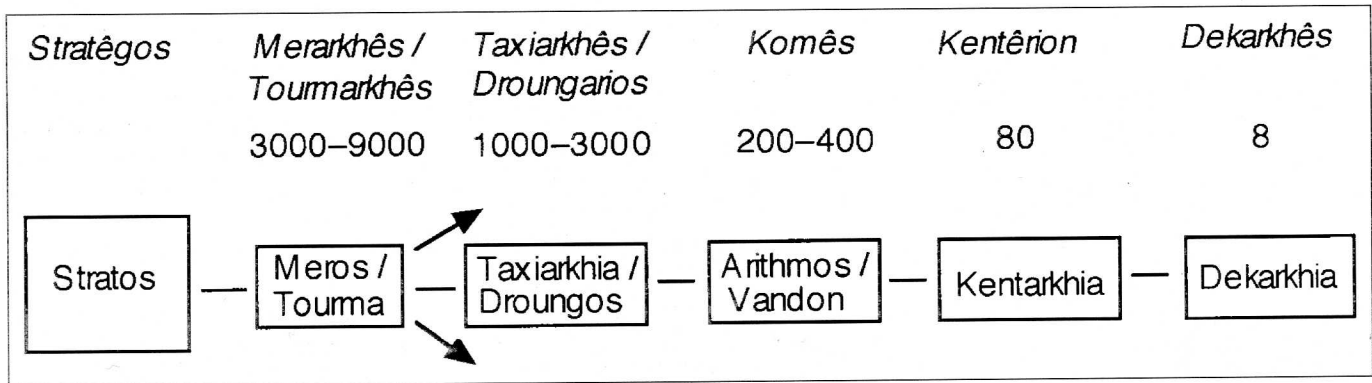 Stratêgos Merarkhês / Taxiarkhês / Komês Kentêrion Dekarkhês
Tourmarkhês Droungarios
3000–9000 1000–3000 200–400 80 8
Stratos
Meros /
Tourma
Taxiarkhia /
Droungos
Arithmos /
Vandon
Kentarkhia
Dekarkhia